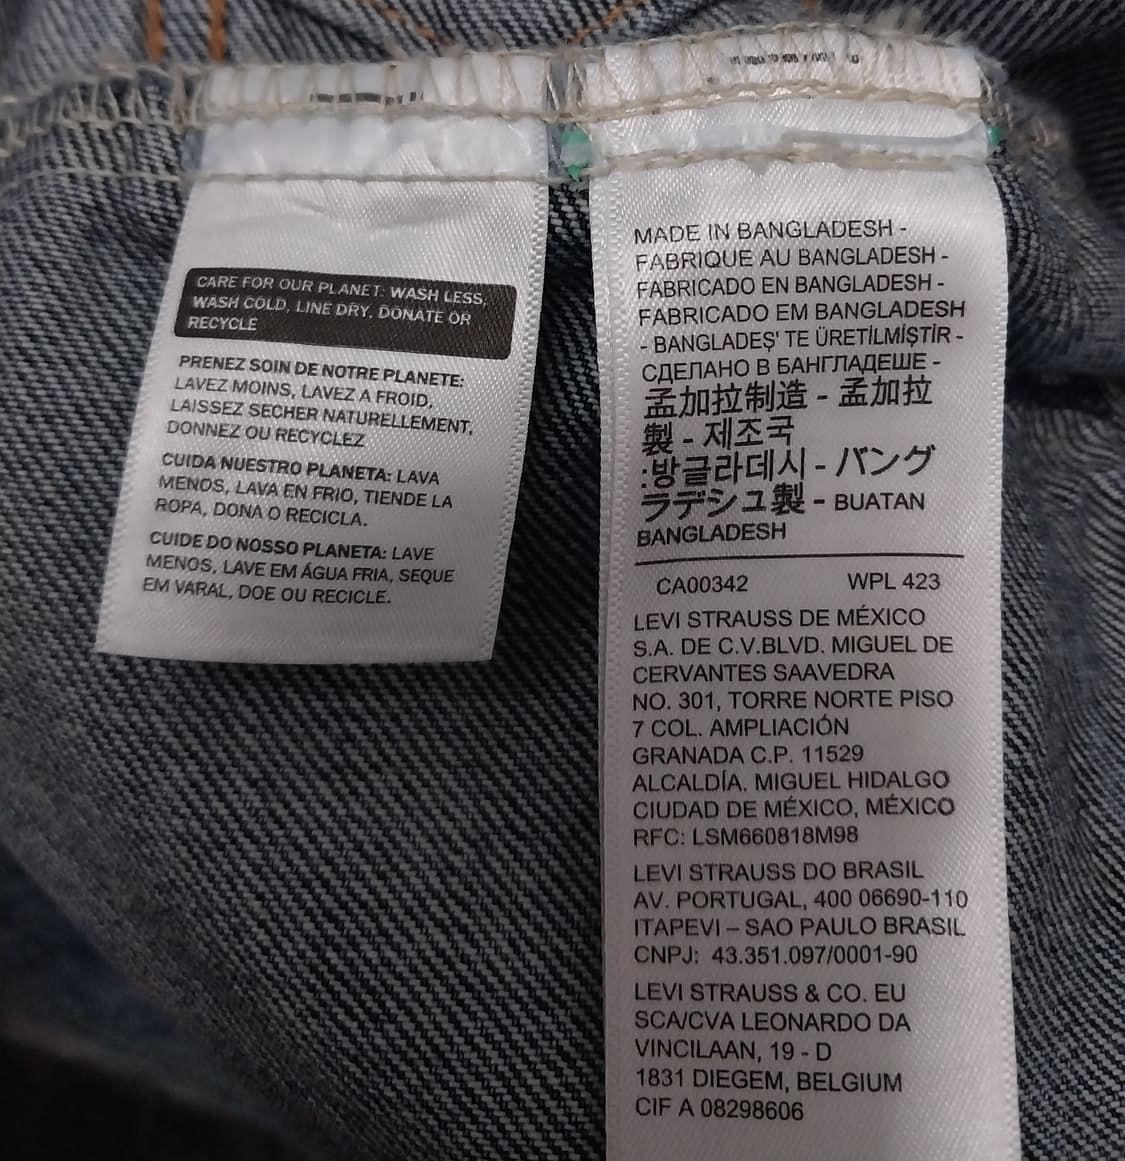 CARE FOR OUR PLANET: WASH LESS,
WASH COLD, LINE DRY, DONATE OR
RECYCLE
PRENEZ SOIN DE NOTRE PLANETE:
LAVEZ MOINS, LAVEZ A FROID,
LAISSEZ SECHER NATURELLEMENT,
DONNEZ OU RECYCLEZ
CUIDA NUESTRO PLANETA: LAVA
MENOS, LAVA EN FRIO, TIENDE LA
ROPA, DONA O RECICLA.
CUIDE DO NOSSO PLANETA: LAVE
MENOS, LAVE EM ÁGUA FRIA, SEQUE
EM VARAL, DOE OU RECICLE.
MADE IN BANGLADESH -
FABRIQUE AU BANGLADESH -
FABRICADO EN BANGLADESH -
FABRICADO EM BANGLADESH
- BANGLADEŞ' TE ÜRETİLMİŞTİR -
СДЕЛАНО В БАНГЛАДЕШЕ -
孟加拉制造 - 孟加拉
製 - 제조국
:방글라데시 - バング
ラデシュ製 - BUATAN
BANGLADESH
CA00342 WPL 423
LEVI STRAUSS DE MÉXICO
S.A. DE C.V.BLVD. MIGUEL DE
CERVANTES SAAVEDRA
NO. 301, TORRE NORTE PISO
7 COL. AMPLIACIÓN
GRANADA C.P. 11529
ALCALDÍA. MIGUEL HIDALGO
CIUDAD DE MÉXICO, MÉXICO
RFC: LSM660818M98
LEVI STRAUSS DO BRASIL
AV. PORTUGAL, 400 06690-110
ITAPEVI – SAO PAULO BRASIL
CNPJ: 43.351.097/0001-90
LEVI STRAUSS & CO. EU
SCA/CVA LEONARDO DA
VINCILAAN, 19 - D
1831 DIEGEM, BELGIUM
CIF A 08298606